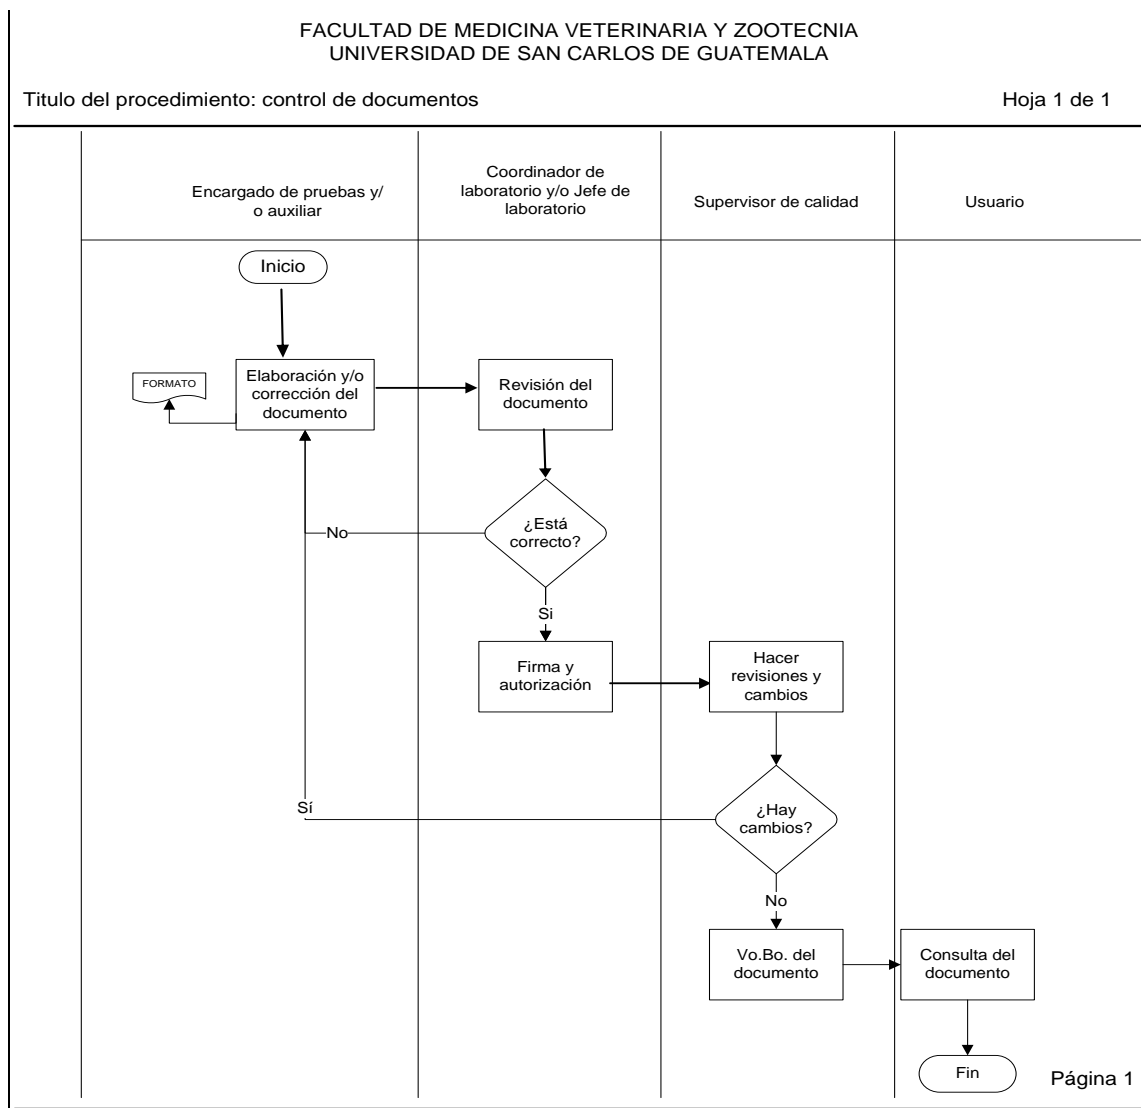 FACULTAD DE MEDICINA VETERINARIA Y ZOOTECNIA
UNIVERSIDAD DE SAN CARLOS DE GUATEMALA
Titulo del procedimiento: control de documentos
Hoja 1 de 1
Encargado de pruebas y/
o auxiliar
Coordinador de
laboratorio y/o Jefe de
laboratorio
Supervisor de calidad
Usuario
Inicio
FORMATO
Elaboración y/o
corrección del
documento
Revisión del
documento
¿Está
correcto?
No
Si
Firma y
autorización
Hacer
revisiones y
cambios
¿Hay
cambios?
Sí
No
Vo.Bo. del
documento
Consulta del
documento
Fin
Página 1